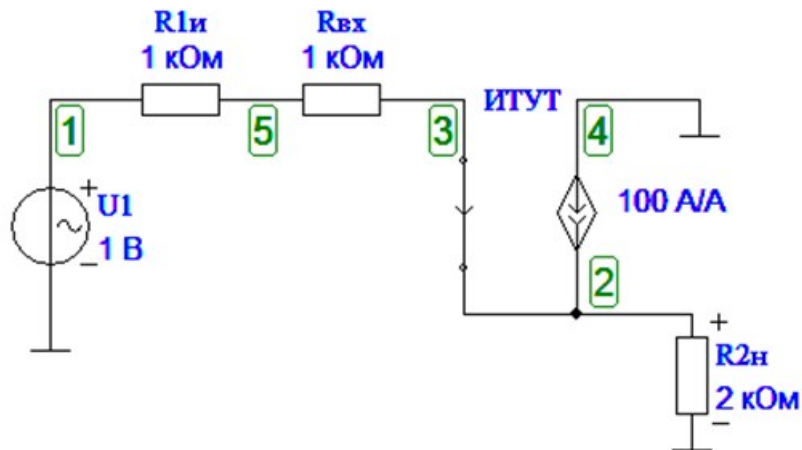 R1и
1 кОм
Rвх
1 кОм
ИТУТ
1
5
3
4
U1
1 В
100 А/А
2
R2н
2 кОм